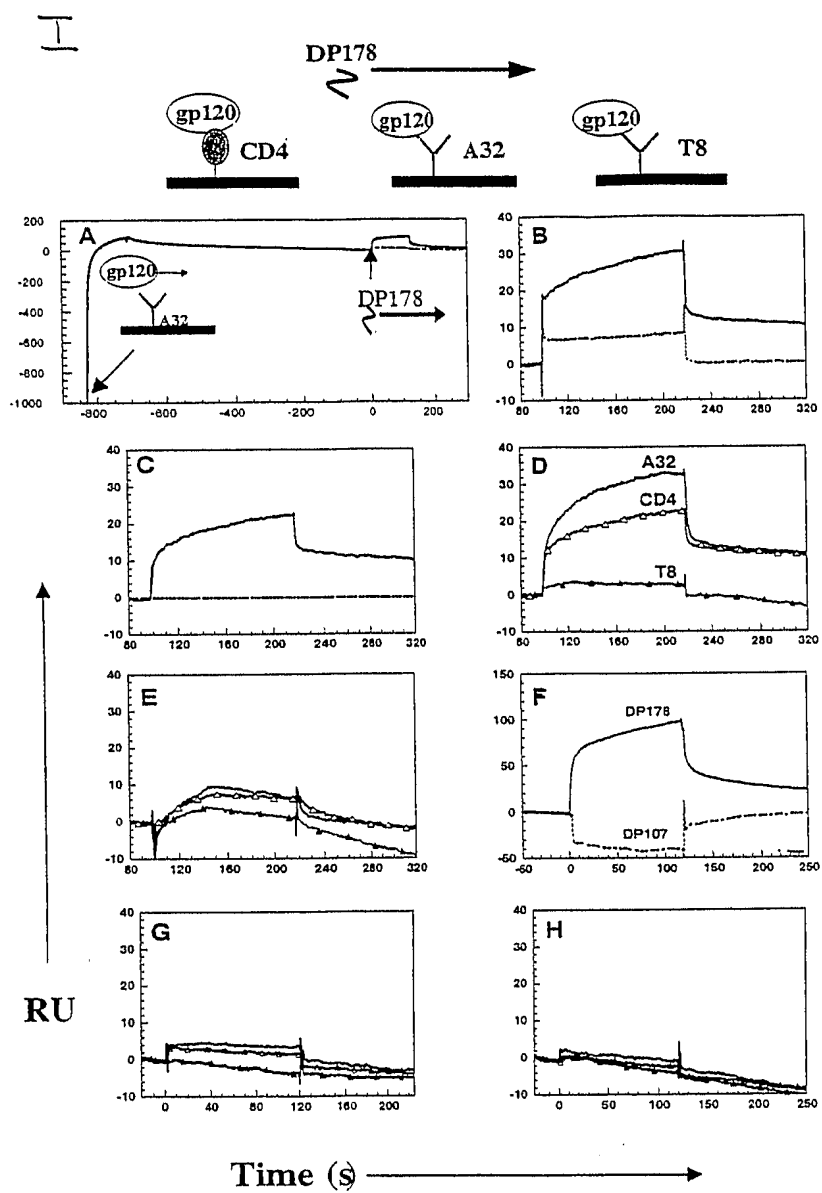 I
DP178
gp120 CD4
gp120 A32
gp120 T8
A
200
0
-200
-400
-600
-800
-1000
gp120
A32
DP178
-800 -600 -400 -200 0 200
B
40
30
20
10
0
-10
80 120 160 200 240 280 320
C
40
30
20
10
0
-10
80 120 160 200 240 280 320
D
40
30
20
10
0
-10
A32
CD4
T8
80 120 160 200 240 280 320
E
40
30
20
10
0
-10
80 120 160 200 240 280 320
F
150
100
50
0
-50
DP178
DP107
-50 0 50 100 150 200 250
G
40
30
20
10
0
-10
0 40 80 120 160 200
H
40
30
20
10
0
-10
0 50 100 150 200 250
RU
Time (s)